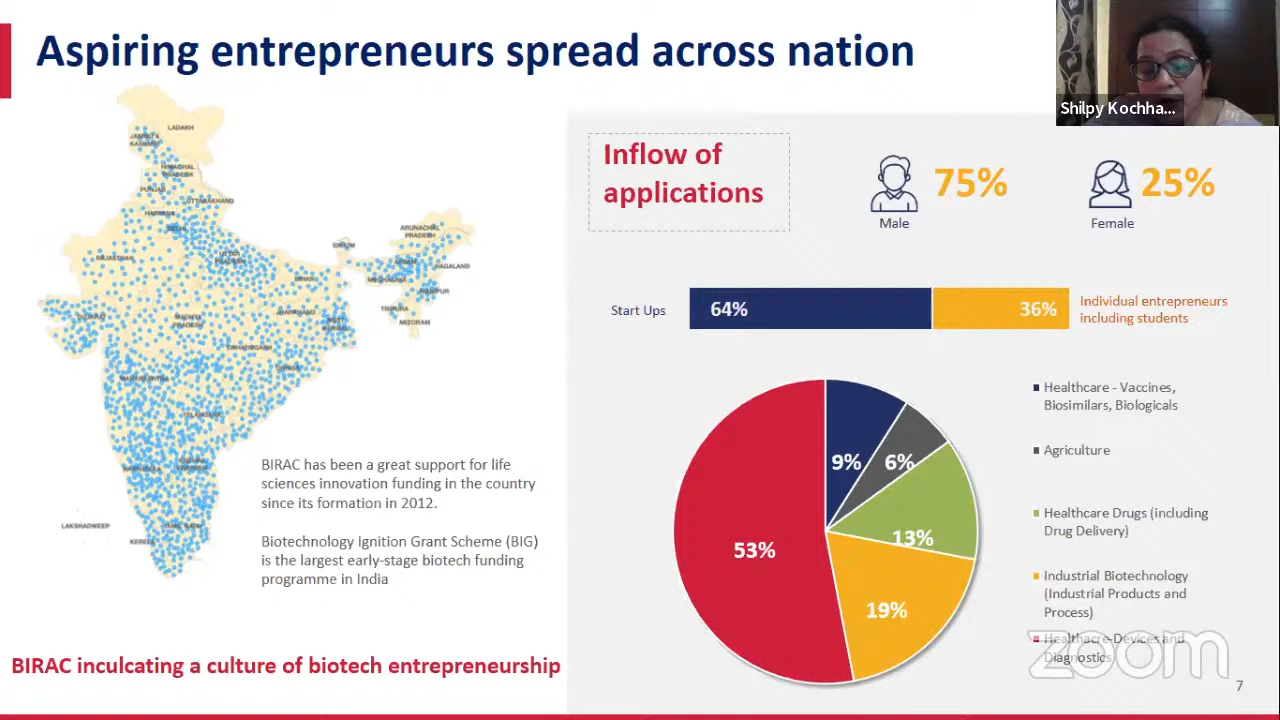 Aspiring entrepreneurs spread across nation
Shilpy Kochha...
LADAKH
JAMMU &
KASHMIR
HIMACHAL
PRADESH
PUNJAB
UTTARAKHAND
HARYANA
DELHI
RAJASTHAN
UTTAR
PRADESH
SIKKIM
ARUNACHAL
PRADESH
ASSAM
NAGALAND
BIHAR
MEGHALAYA
MANIPUR
TRIPURA
MIZORAM
GUJARAT
MADHYA
PRADESH
JHARKHAND
WEST
BENGAL
CHHATISGARH
MAHARASHTRA
TELANGANA
KARNATAKA
ANDHRA
PRADESH
LAKSHADWEEP
TAMIL NADU
KERELA
BIRAC has been a great support for life
sciences innovation funding in the country
since its formation in 2012.
Biotechnology Ignition Grant Scheme (BIG)
is the largest early-stage biotech funding
programme in India
BIRAC inculcating a culture of biotech entrepreneurship
Inflow of
applications
75%
Male
25%
Female
Start Ups
64%
36%
Individual entrepreneurs
including students
9%
6%
13%
19%
53%
Healthcare - Vaccines,
Biosimilars, Biologicals
Agriculture
Healthcare Drugs (including
Drug Delivery)
Industrial Biotechnology
(Industrial Products and
Process)
Healthacre-Devices and
Diagnostics
zoom
7